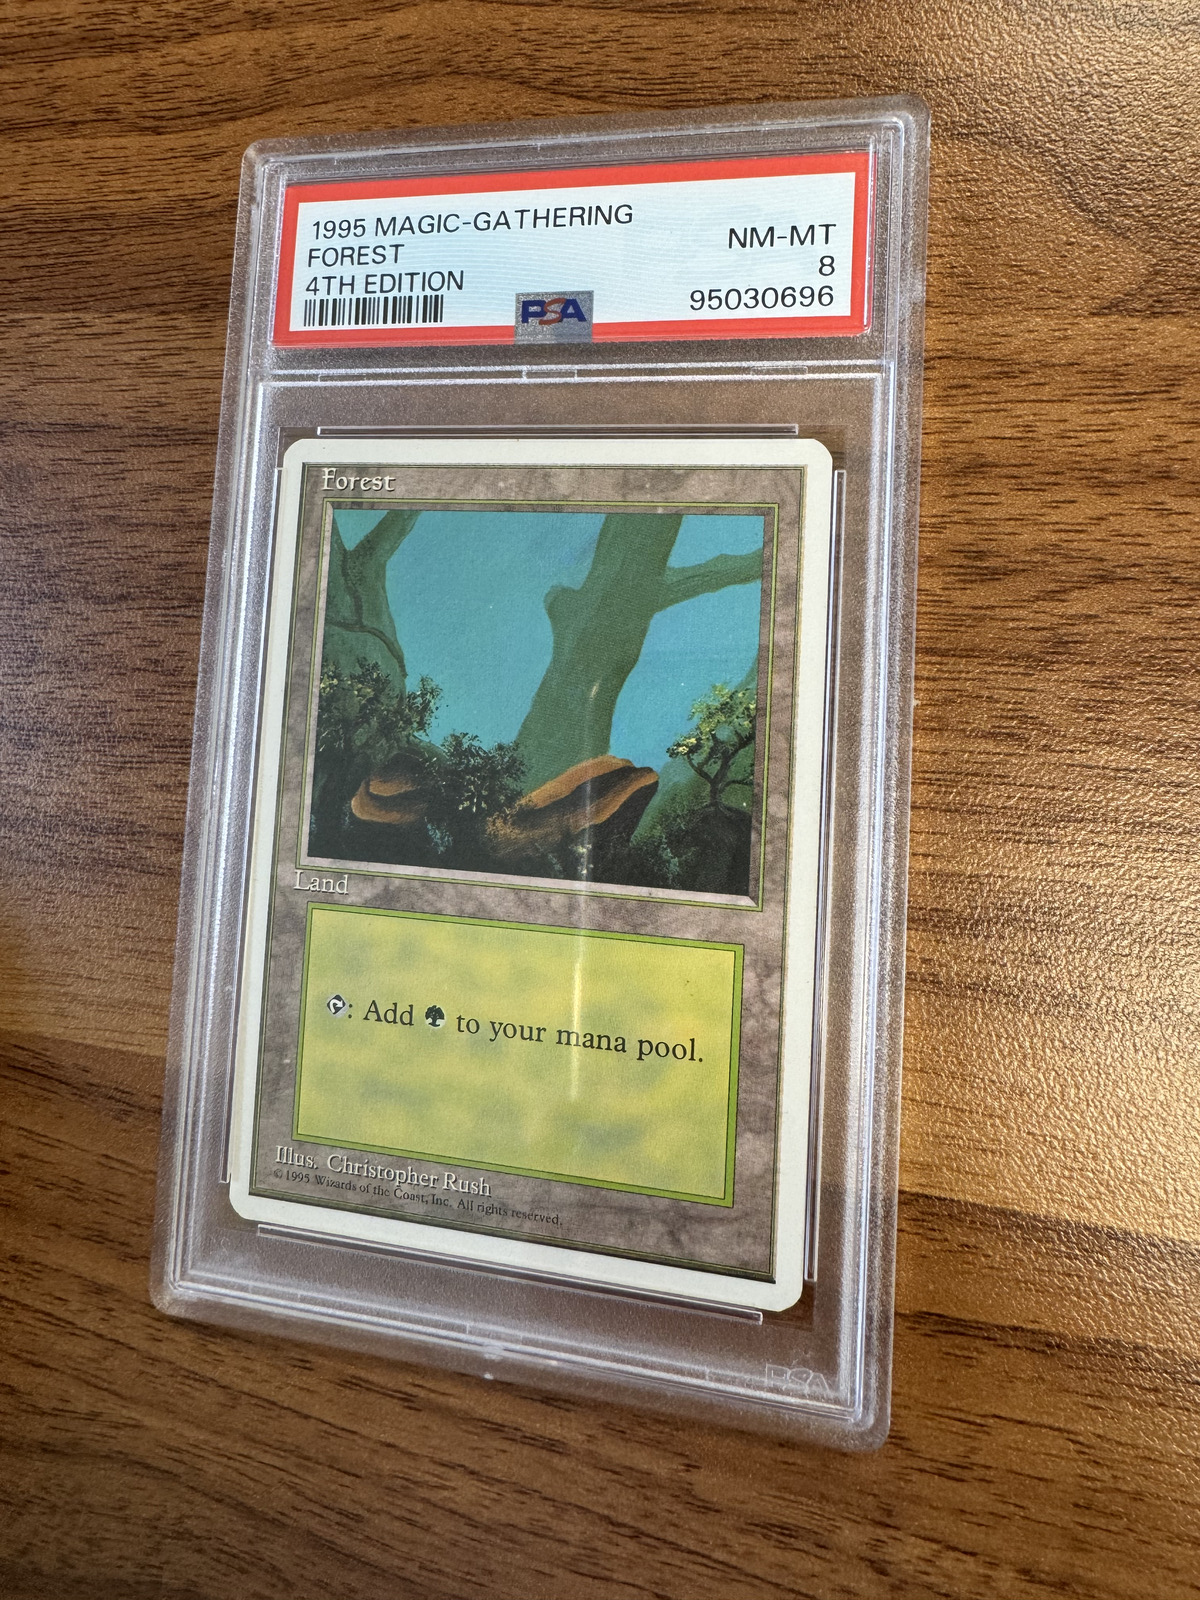 1995 MAGIC-GATHERING
FOREST
4TH EDITION
NM-MT
8
95030696
PSA
Forest
Land
: Add to your mana pool.
Illus. Christopher Rush
© 1995 Wizards of the Coast, Inc. All rights reserved.
PSA